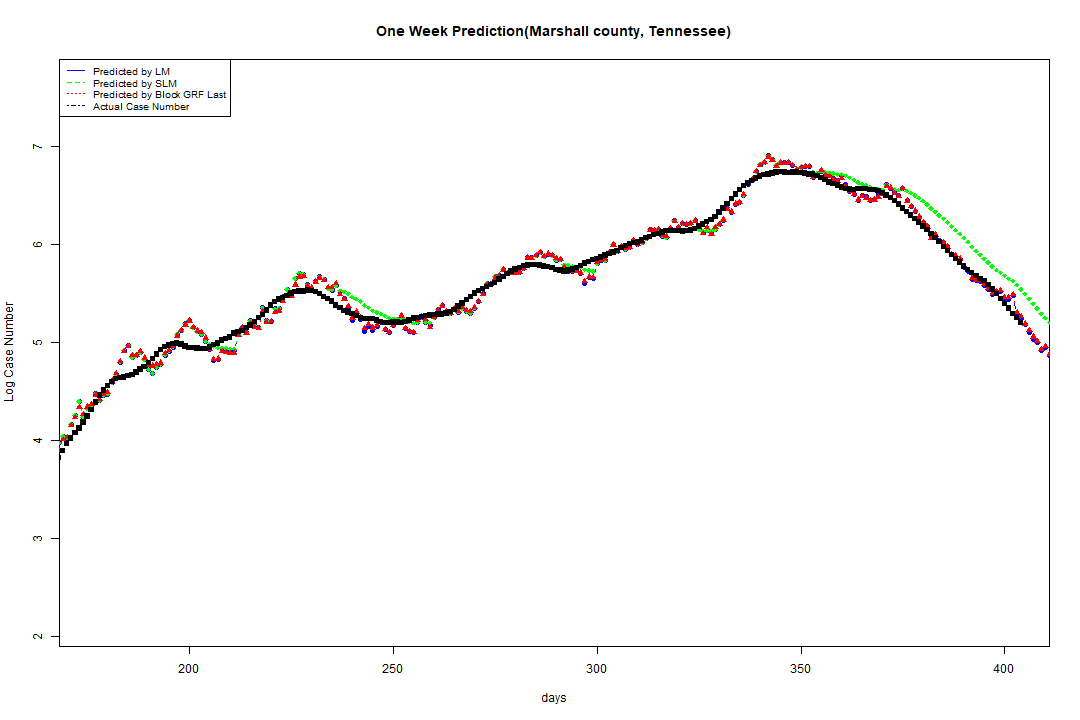 One Week Prediction(Marshall county, Tennessee)
Predicted by LM
Predicted by SLM
Predicted by Block GRF Last
Actual Case Number
7
6
5
4
3
2
Log Case Number
200 250 300 350 400
days